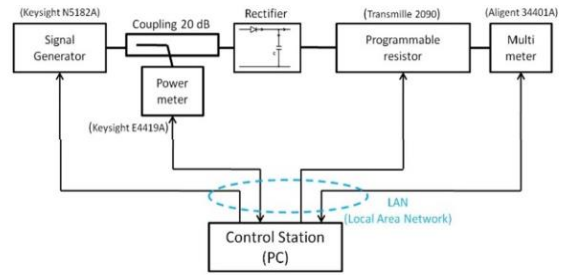 (Keysight N5182A)
Coupling 20 dB
Rectifier
(Transmille 2090)
(Aligent 34401A)
Signal
Generator
Programmable
resistor
Multi
meter
Power
meter
(Keysight E4419A)
LAN
(Local Area Network)
Control Station
(PC)